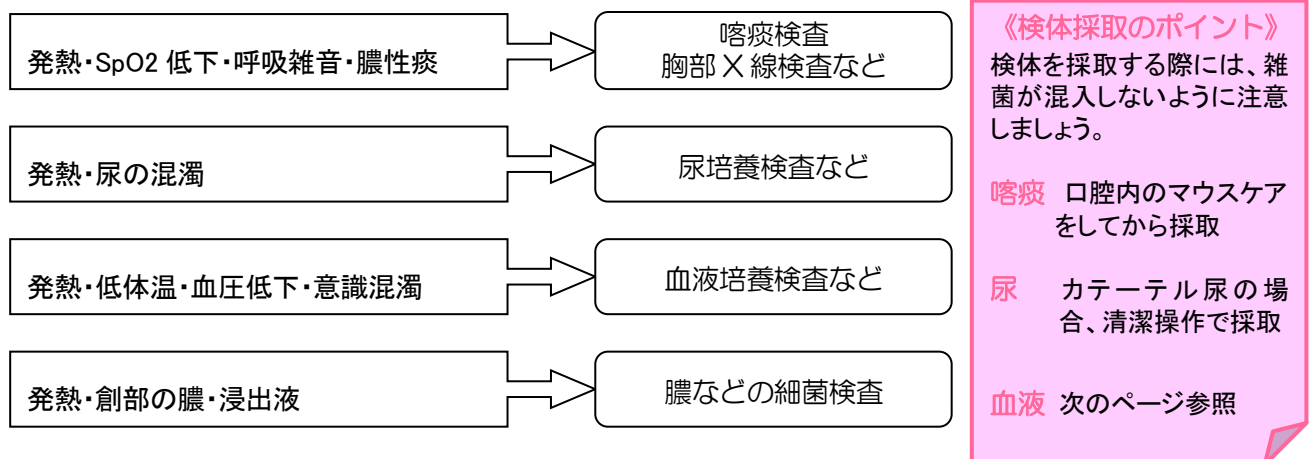 発熱・SpO2 低下・呼吸雑音・膿性痰
喀痰検査
胸部X線検査など
発熱・尿の混濁
尿培養検査など
発熱・低体温・血圧低下・意識混濁
血液培養検査など
発熱・創部の膿・浸出液
膿などの細菌検査
《検体採取のポイント》
検体を採取する際には、雑
菌が混入しないように注意
しましょう。
喀痰 口腔内のマウスケア
をしてから採取
尿 カテーテル尿の場
合、清潔操作で採取
血液 次のページ参照